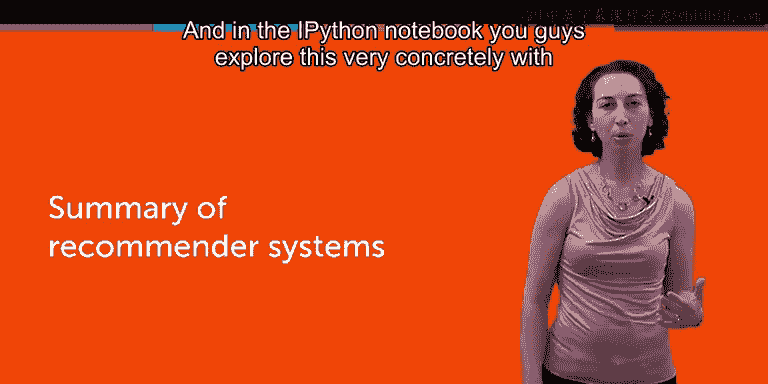 And in the IPython notebook you guys
explore this very concretely with
Summary of
recommender systems